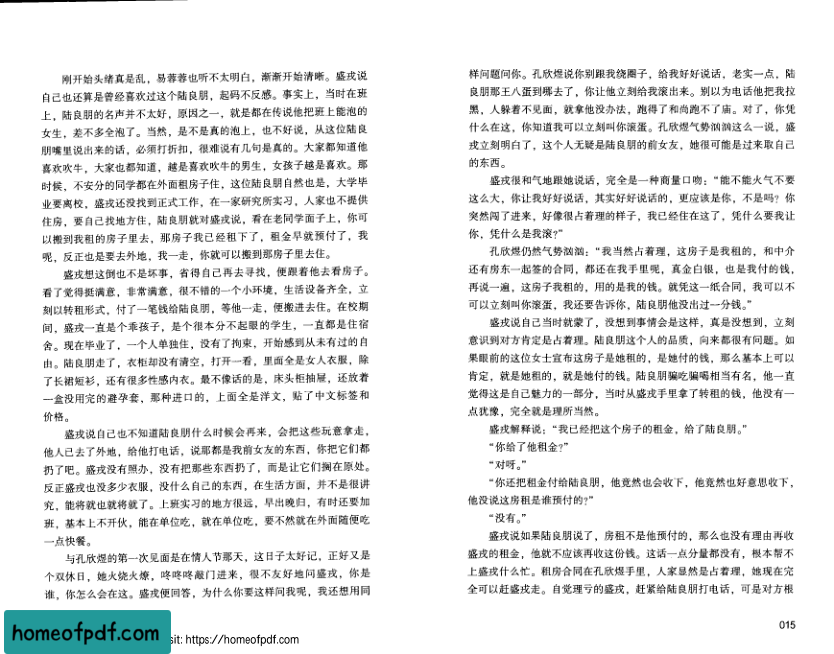 刚开始头绪真是乱，易蓉蓉也听不太明白，渐渐开始清晰。盛戎说
自己也还算是曾经喜欢过这个陆良朋，起码不反感。事实上，当时在班
上，陆良朋的名声并不太好，原因之一，就是都在传说他把班上能泡的
女生，差不多全泡了。当然，是不是真的泡上，也不好说，从这位陆良
朋嘴里说出来的话，必须打折扣，很难说有几句是真的。大家都知道他
喜欢吹牛，大家也都知道，越是喜欢吹牛的男生，女孩子越是喜欢。那
时候，不安分的同学都在外面租房子住，这位陆良朋自然也是，大学毕
业要离校，盛戎还没找到正式工作，在一家研究所实习，人家也不提供
住房，要自己找地方住，陆良朋就对盛戎说，看在老同学面子上，你可
以搬到我租的房子里去，那房子我已经租下了，租金早就预付了，我
呢，反正也是要去外地，我一走，你就可以搬到那房子里去住。
盛戎想这倒也不是坏事，省得自己再去寻找，便跟着他去看房子。
看了觉得挺满意，非常满意，很不错的一个小环境，生活设备齐全，立
刻以转租形式，付了一笔钱给陆良朋，等他一走，便搬进去住。在校期
间，盛戎一直是个乖孩子，是个很本分不起眼的学生，一直都是住宿
舍。现在毕业了，一个人单独住，没有了拘束，开始感到从未有过的自
由。陆良朋走了，衣柜却没有清空，打开一看，里面全是女人衣服，除
了长裙短衫，还有很多性感内衣。最不像话的是，床头柜抽屉，还放着
一盒没用完的避孕套，那种进口的，上面全是洋文，贴了中文标签和
价格。
盛戎说自己也不知道陆良朋什么时候会再来，会把这些玩意拿走，
他人已去了外地，给他打电话，说那都是我前女友的东西，你把它们都
扔了吧。盛戎没有照办，没有把那些东西扔了，而是让它们搁在原处。
反正盛戎也没多少衣服，没什么自己的东西，在生活方面，并不是很讲
究，能将就也就将就了。上班实习的地方很远，早出晚归，有时还要加
班，基本上不开伙，能在单位吃，就在单位吃，要不然就在外面随便吃
一点快餐。
与孔欣煜的第一次见面是在情人节那天，这日子太好记，正好又是
个双休日，她火烧火燎，咚咚咚敲门进来，很不友好地问盛戎，你是
谁，你怎么会在这。盛戎便回答，为什么你要这样问我呢，我还想用同
样问题问你。孔欣煜说你别跟我绕圈子，给我好好说话，老实一点，陆
良朋那王八蛋到哪去了，你让他立刻给我滚出来。别以为电话他把我拉
黑，人躲着不见面，就拿他没办法，跑得了和尚跑不了庙。对了，你凭
什么在这，你知道我可以立刻叫你滚蛋。孔欣煜气势汹汹这么一说，盛
戎立刻明白了，这个人无疑是陆良朋的前女友，她很可能是过来取自己
的东西。
盛戎很和气地跟她说话，完全是一种商量口吻：“能不能火气不要
这么大，你让我好好说话，其实好好说话的，更应该是你，不是吗？你
突然闯了进来，好像很占着理的样子，我已经住在这了，凭什么要我让
你，凭什么是我滚？”
孔欣煜仍然气势汹汹：“我当然占着理，这房子是我租的，和中介
还有房东一起签的合同，都还在我手里呢，真金白银，也是我付的钱，
再说一遍，这房子我租的，用的是我的钱。就凭这一纸合同，我可以不
可以立刻叫你滚蛋，我还要告诉你，陆良朋他没出过一分钱。”
盛戎说自己当时就蒙了，没想到事情会是这样，真是没想到，立刻
意识到对方肯定是占着理。陆良朋这个人的品质，向来都很有问题。如
果眼前的这位女士宣布这房子是她租的，是她付的钱，那么基本上可以
肯定，就是她租的，就是她付的钱。陆良朋骗吃骗喝相当有名，他一直
觉得这是自己魅力的一部分，当时从盛戎手里拿了转租的钱，他没有一
点犹豫，完全就是理所当然。
盛戎解释说：“我已经把这个房子的租金，给了陆良朋。”
“你给了他租金？”
“对呀。”
“你还把租金付给陆良朋，他竟然也会收下，他竟然也好意思收下，
他没说这房租是谁预付的？”
“没有。”
盛戎说如果陆良朋说了，房租不是他预付的，那么也没有理由再收
盛戎的租金，他就不应该再收这份钱。这话一点分量都没有，根本帮不
上盛戎什么忙。租房合同在孔欣煜手里，人家显然是占着理，她现在完
全可以赶盛戎走。自觉理亏的盛戎，赶紧给陆良朋打电话，可是对方根
015
homeofpdf.com
sit: https://homeofpdf.com